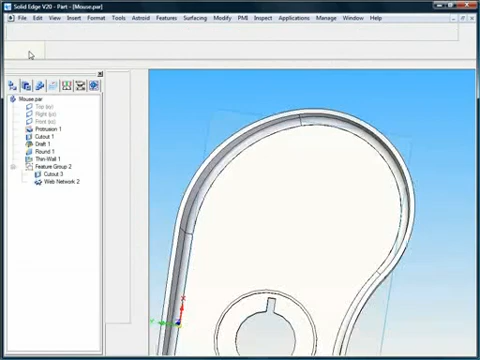 Solid Edge V20 - Part - [Mouse.par]
File Edit View Insert Format Tools Astroid Features Surfacing Modify PMI Inspect Applications Window Help
Mouse.par
Top (xy)
Right (yz)
Front (xz)
Protrusion 1
Cutout 1
Draft 1
Round 1
Thin-Wall 1
Feature Group 2
Cutout 3
Web Network 2